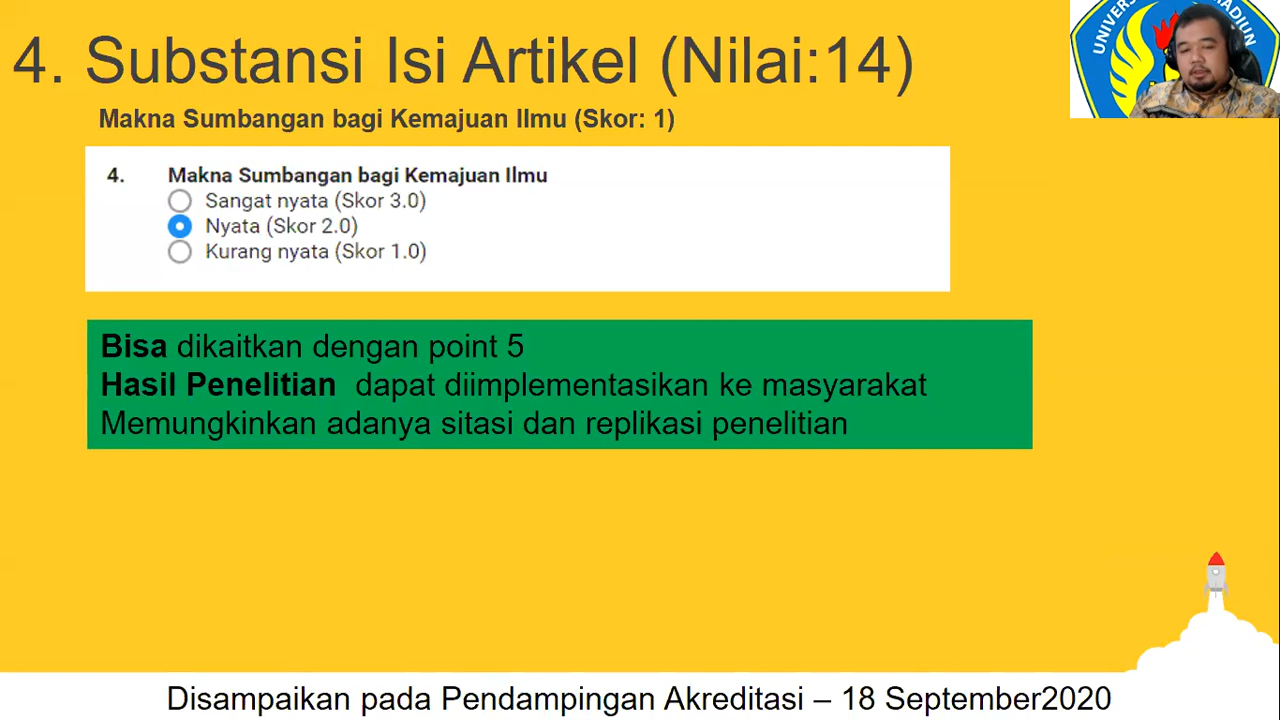 4. Substansi Isi Artikel (Nilai:14)
Makna Sumbangan bagi Kemajuan Ilmu (Skor: 1)
4. Makna Sumbangan bagi Kemajuan Ilmu
Sangat nyata (Skor 3.0)
Nyata (Skor 2.0)
Kurang nyata (Skor 1.0)
Bisa dikaitkan dengan point 5
Hasil Penelitian dapat diimplementasikan ke masyarakat
Memungkinkan adanya sitasi dan replikasi penelitian
Disampaikan pada Pendampingan Akreditasi – 18 September2020